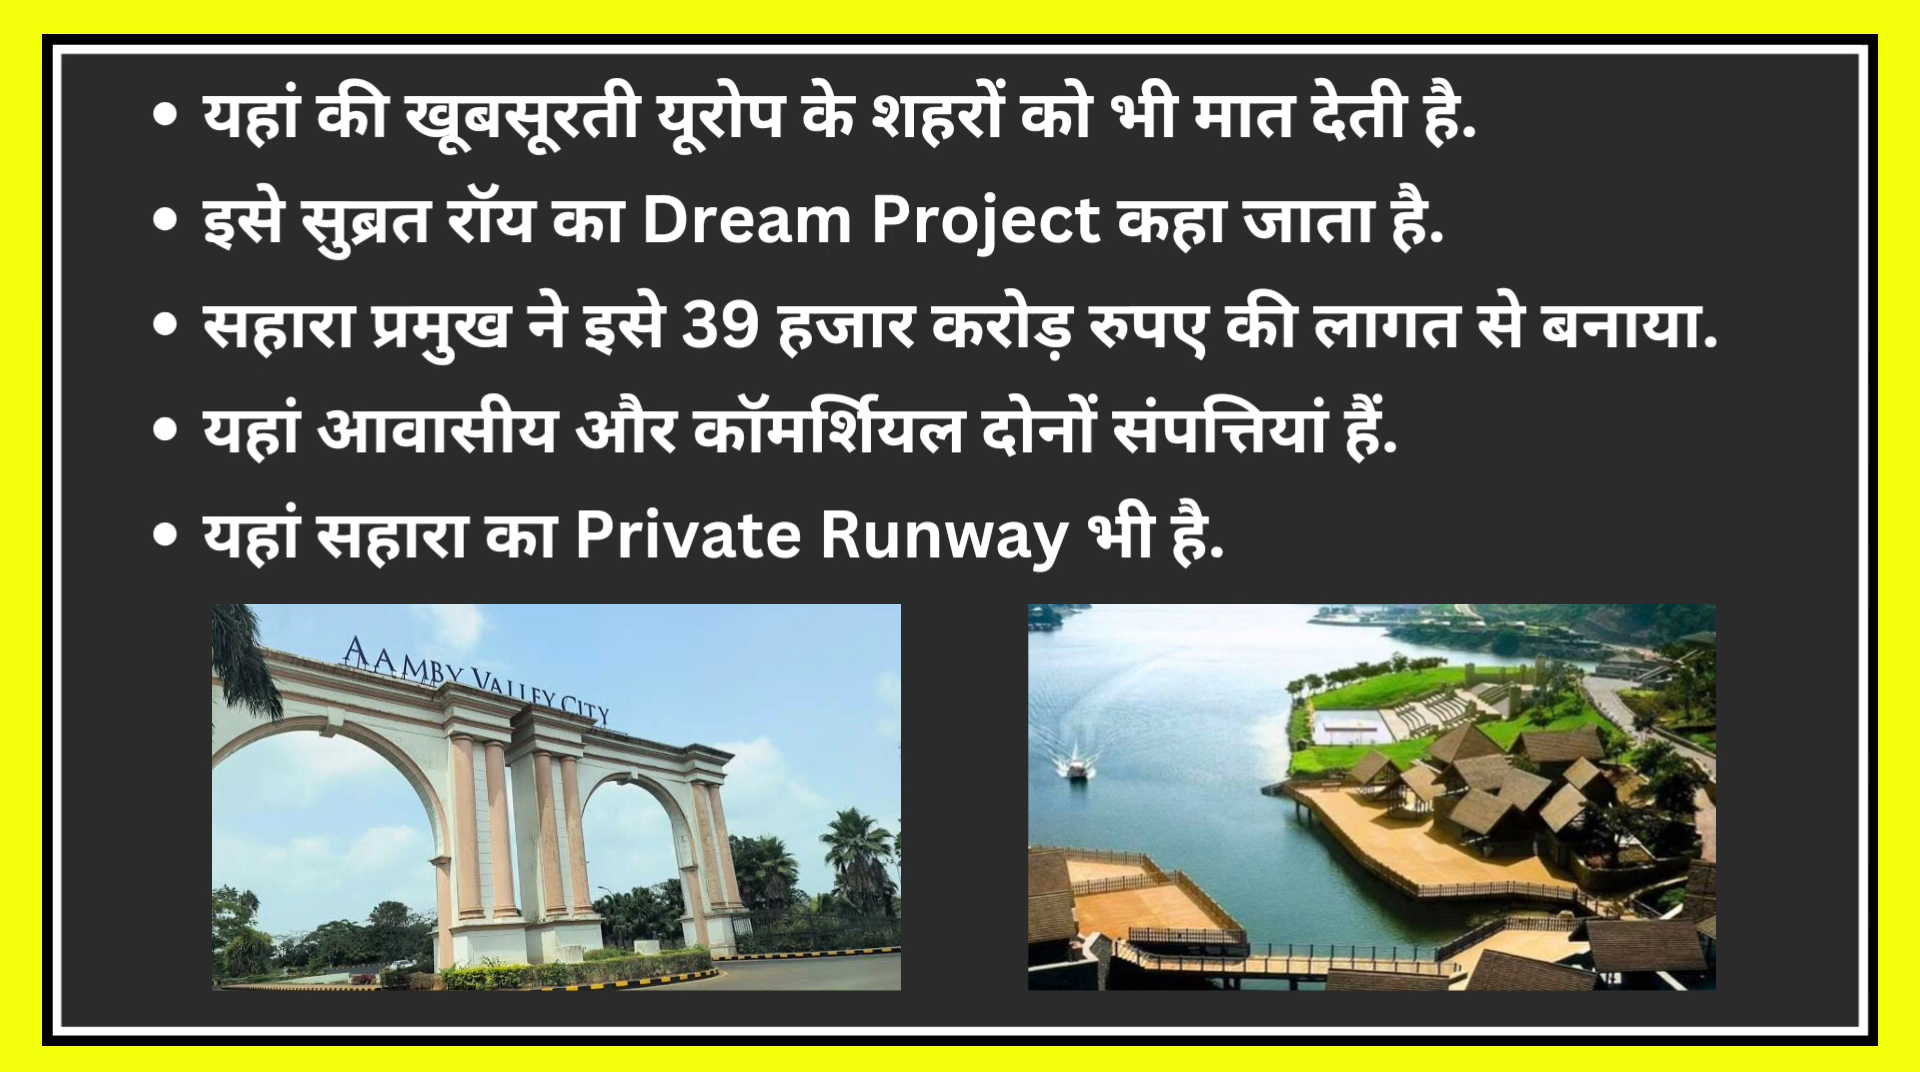 • यहां की खूबसूरती यूरोप के शहरों को भी मात देती है.
• इसे सुब्रत रॉय का Dream Project कहा जाता है.
• सहारा प्रमुख ने इसे 39 हजार करोड़ रुपए की लागत से बनाया.
• यहां आवासीय और कॉमर्शियल दोनों संपत्तियां हैं.
• यहां सहारा का Private Runway भी है.
AAMBY VALLEY CITY